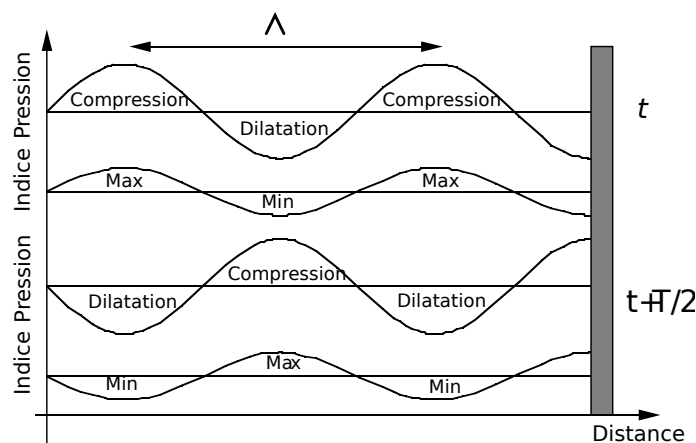 Λ
Compression
Compression
Dilatation
t
Indice Pression
Max
Max
Min
Compression
Dilatation
Dilatation
t+T/2
Indice Pression
Max
Min
Min
Distance